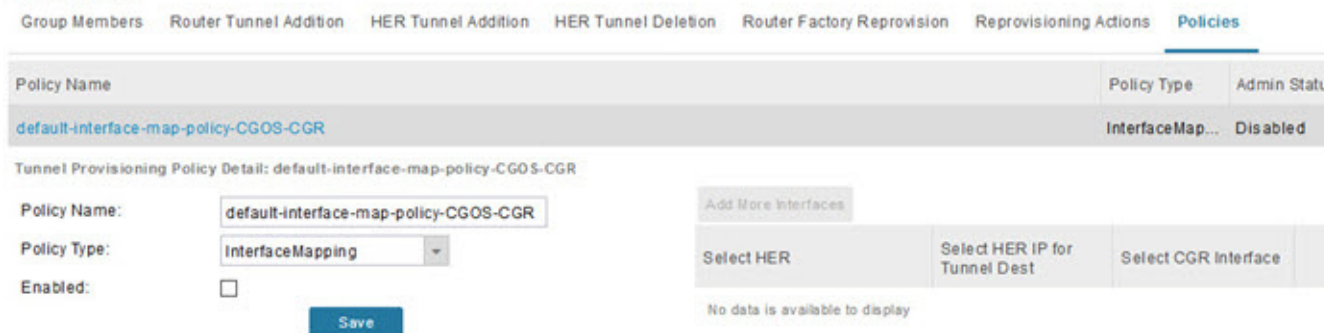 Group Members Router Tunnel Addition HER Tunnel Addition HER Tunnel Deletion Router Factory Reprovision Reprovisioning Actions Policies
Policy Name Policy Type Admin Statu
default-interface-map-policy-CGOS-CGR InterfaceMap... Disabled
Tunnel Provisioning Policy Detail: default-interface-map-policy-CGOS-CGR
Policy Name: default-interface-map-policy-CGOS-CGR
Policy Type: InterfaceMapping
Enabled:
Save
Add More Interfaces
Select HER Select HER IP for Tunnel Dest Select CGR Interface
No data is available to display